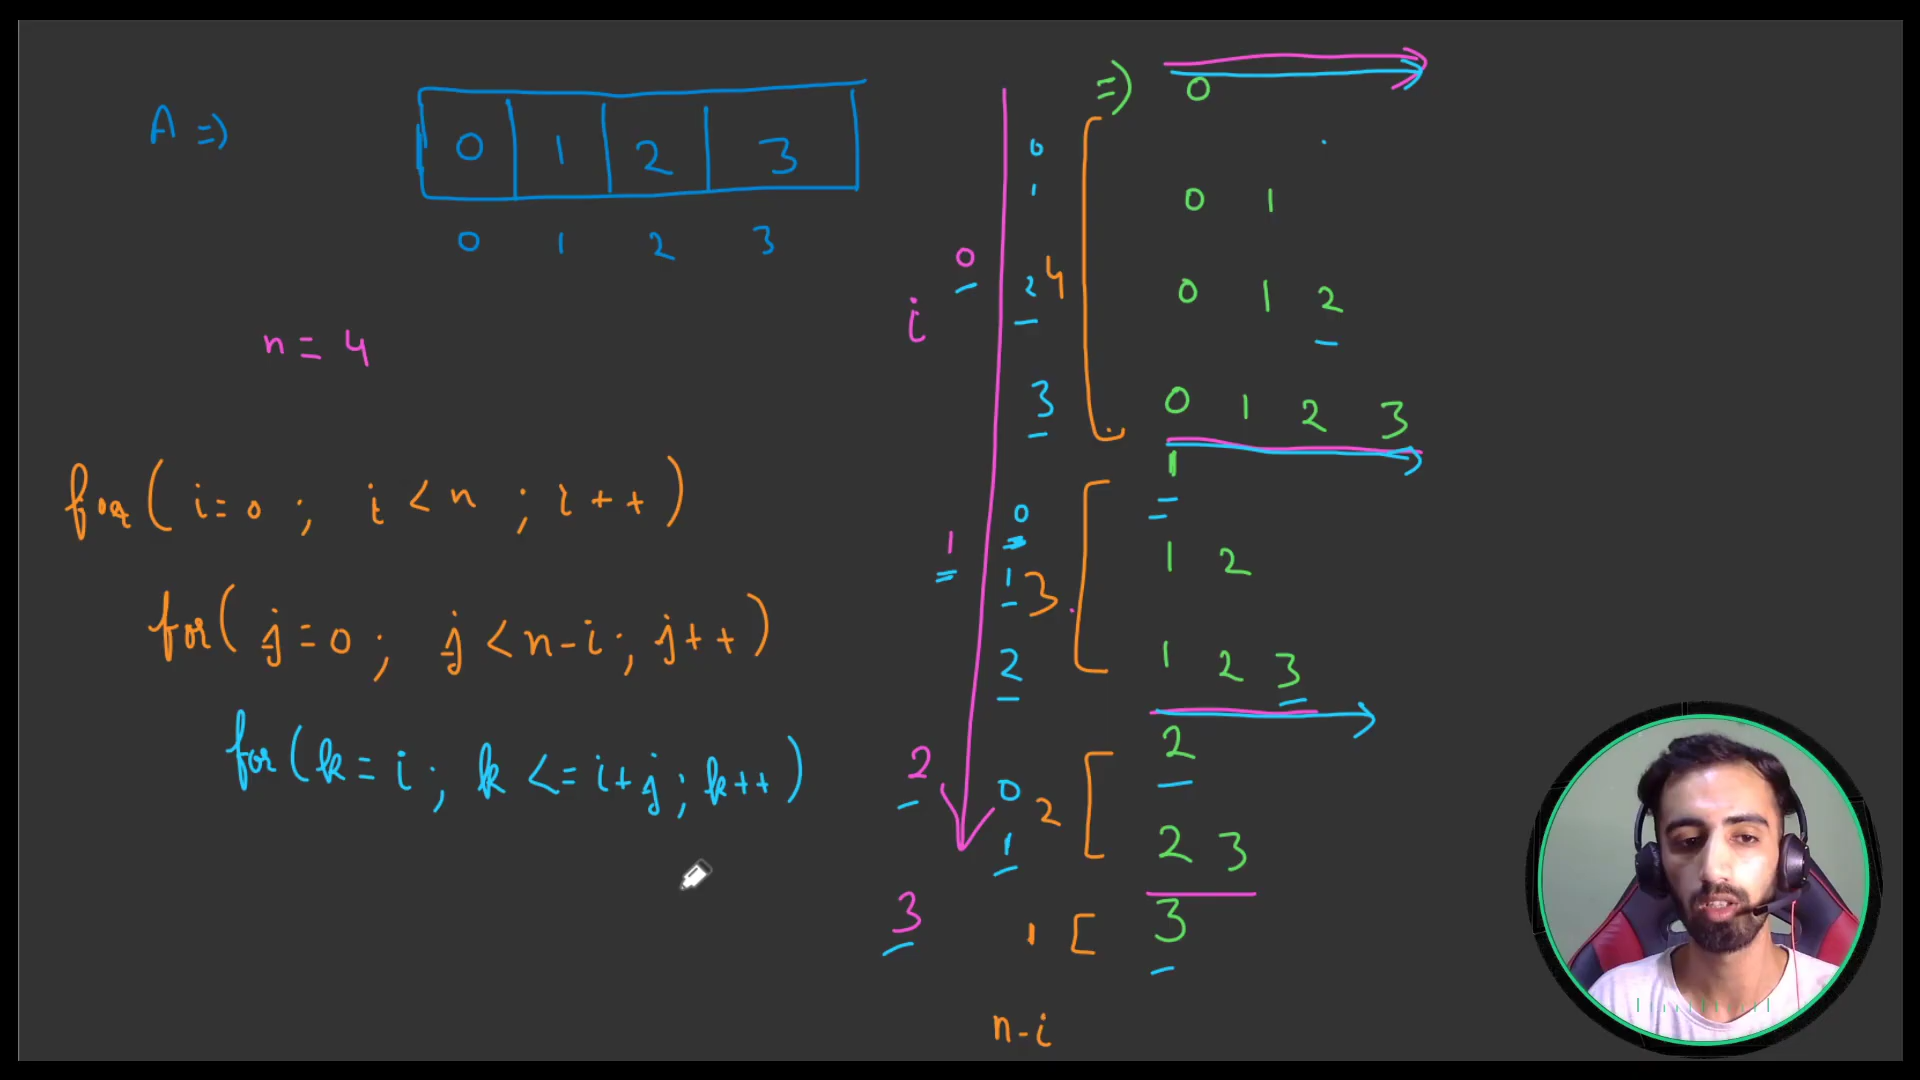 A =>
0 1 2 3
0 1 2 3
n = 4
for( i=0 ; i < n ; i++ )
for( j=0 ; j < n-i ; j++ )
for( k= i ; k <= i+j ; k++ )
i
0
1
2
3
0
1
2 4
3
0
1 3
2
0 2
1
1
n-i
=> 0
0 1
0 1 2
0 1 2 3
1
1 2
1 2 3
2
2 3
3